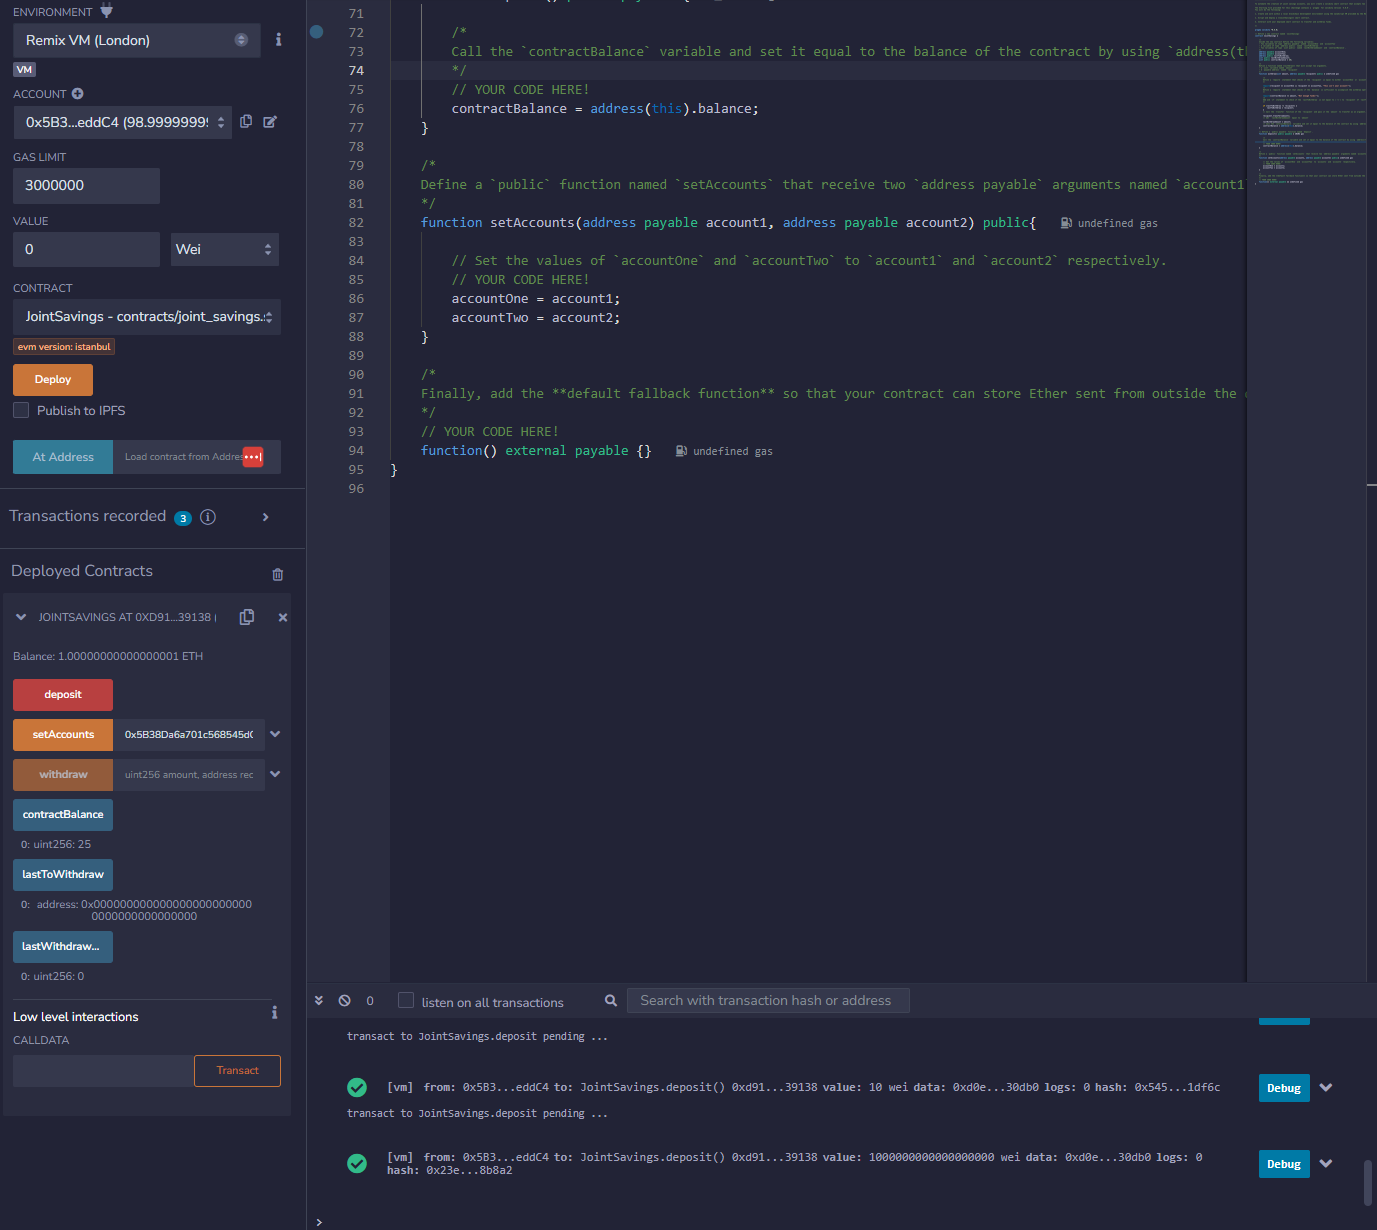 ENVIRONMENT
Remix VM (London)
VM
ACCOUNT
0x5B3...eddC4 (98.99999999
GAS LIMIT
3000000
VALUE
0
Wei
CONTRACT
JointSavings - contracts/joint_savings.
evm version: istanbul
Deploy
Publish to IPFS
At Address
Load contract from Addres
Transactions recorded 3
Deployed Contracts
JOINTSAVINGS AT 0XD91...39138 (
Balance: 1.00000000000000001 ETH
deposit
setAccounts
0x5B38Da6a701c568545d
withdraw
uint256 amount, address rec
contractBalance
0: uint256: 25
lastToWithdraw
0: address: 0x000000000000000000000000
0000000000000000
lastWithdraw...
0: uint256: 0
Low level interactions
CALLDATA
Transact
71
72 /*
73 Call the `contractBalance` variable and set it equal to the balance of the contract by using `address(t
74 */
75 // YOUR CODE HERE!
76 contractBalance = address(this).balance;
77 }
78
79 /*
80 Define a `public` function named `setAccounts` that receive two `address payable` arguments named `account1
81 */
82 function setAccounts(address payable account1, address payable account2) public{ undefined gas
83
84 // Set the values of `accountOne` and `accountTwo` to `account1` and `account2` respectively.
85 // YOUR CODE HERE!
86 accountOne = account1;
87 accountTwo = account2;
88 }
89
90 /*
91 Finally, add the **default fallback function** so that your contract can store Ether sent from outside the
92 */
93 // YOUR CODE HERE!
94 function() external payable {} undefined gas
95 }
96
0
listen on all transactions
Search with transaction hash or address
transact to JointSavings.deposit pending ...
[vm] from: 0x5B3...eddC4 to: JointSavings.deposit() 0xd91...39138 value: 10 wei data: 0xd0e...30db0 logs: 0 hash: 0x545...1df6c
Debug
transact to JointSavings.deposit pending ...
[vm] from: 0x5B3...eddC4 to: JointSavings.deposit() 0xd91...39138 value: 1000000000000000000 wei data: 0xd0e...30db0 logs: 0
hash: 0x23e...8b8a2
Debug
>